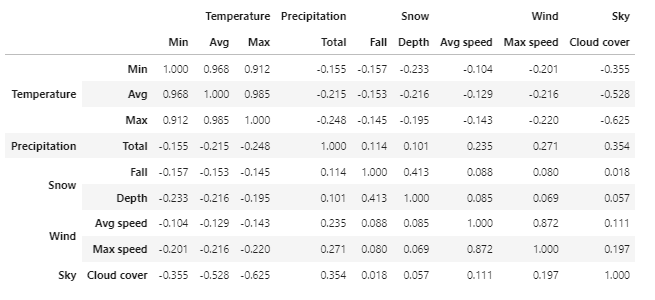 Temperature Precipitation Snow Wind Sky
Min Avg Max Total Fall Depth Avg speed Max speed Cloud cover
Min 1.000 0.968 0.912 -0.155 -0.157 -0.233 -0.104 -0.201 -0.355
Temperature Avg 0.968 1.000 0.985 -0.215 -0.153 -0.216 -0.129 -0.216 -0.528
Max 0.912 0.985 1.000 -0.248 -0.145 -0.195 -0.143 -0.220 -0.625
Precipitation Total -0.155 -0.215 -0.248 1.000 0.114 0.101 0.235 0.271 0.354
Fall -0.157 -0.153 -0.145 0.114 1.000 0.413 0.088 0.080 0.018
Snow
Depth -0.233 -0.216 -0.195 0.101 0.413 1.000 0.085 0.069 0.057
Avg speed -0.104 -0.129 -0.143 0.235 0.088 0.085 1.000 0.872 0.111
Wind
Max speed -0.201 -0.216 -0.220 0.271 0.080 0.069 0.872 1.000 0.197
Sky Cloud cover -0.355 -0.528 -0.625 0.354 0.018 0.057 0.111 0.197 1.000